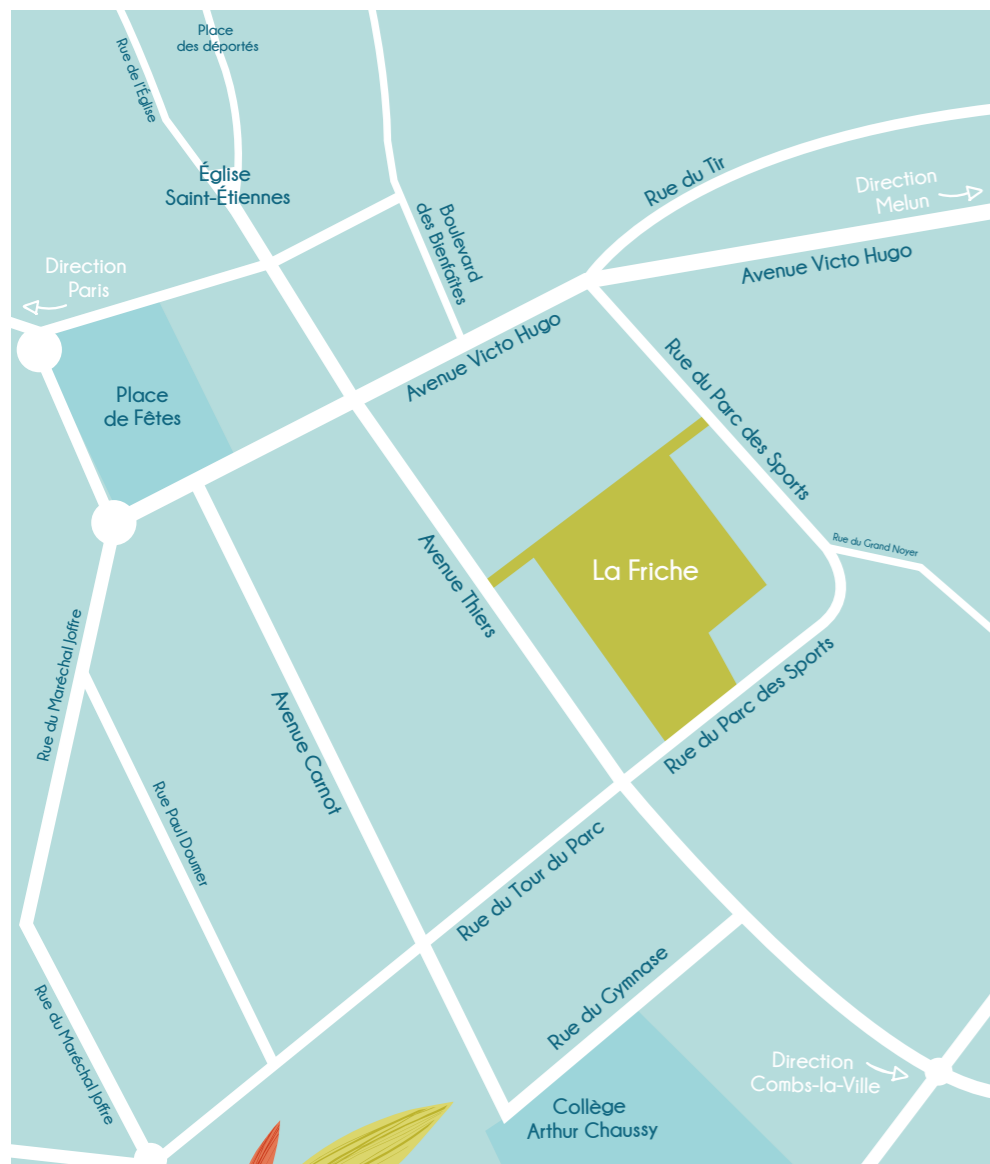 Place
des déportés
Rue de l'Église
Église
Saint-Étiennes
Rue du Tir
Direction
Melun
Boulevard
des Bienfaîtes
Avenue Victo Hugo
Direction
Paris
Avenue Victo Hugo
Place
de Fêtes
Rue du Parc des Sports
Rue du Grand Noyer
La Friche
Avenue Thiers
Rue du Maréchal Joffre
Rue du Parc des Sports
Avenue Carnot
Rue Paul Doumer
Rue du Tour du Parc
Rue du Gymnase
Rue du Maréchal Joffre
Direction
Combs-la-Ville
Collège
Arthur Chaussy